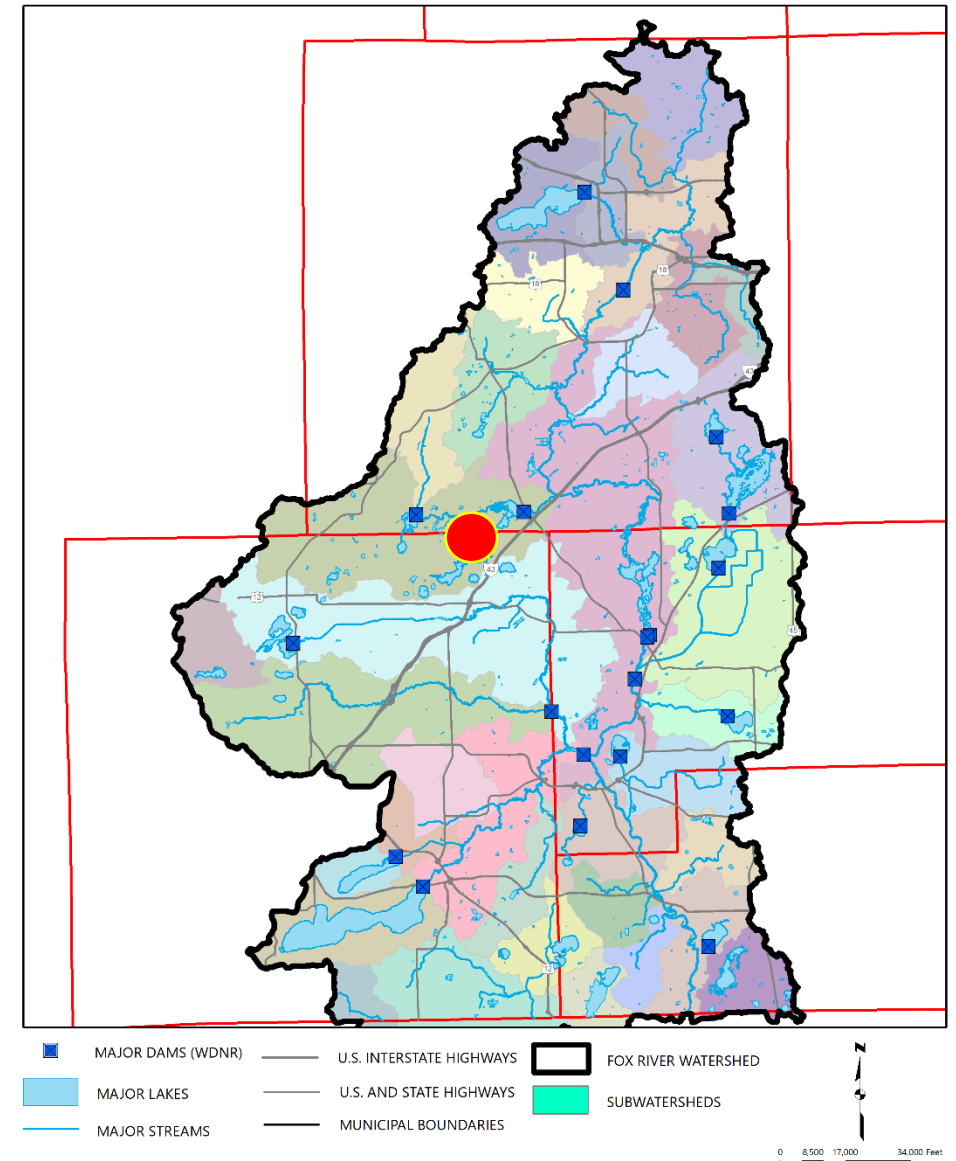 18
18
43
43
12
45
12
MAJOR DAMS (WDNR)
MAJOR LAKES
MAJOR STREAMS
U.S. INTERSTATE HIGHWAYS
U.S. AND STATE HIGHWAYS
MUNICIPAL BOUNDARIES
FOX RIVER WATERSHED
SUBWATERSHEDS
N
0 8,500 17,000 34,000 Feet